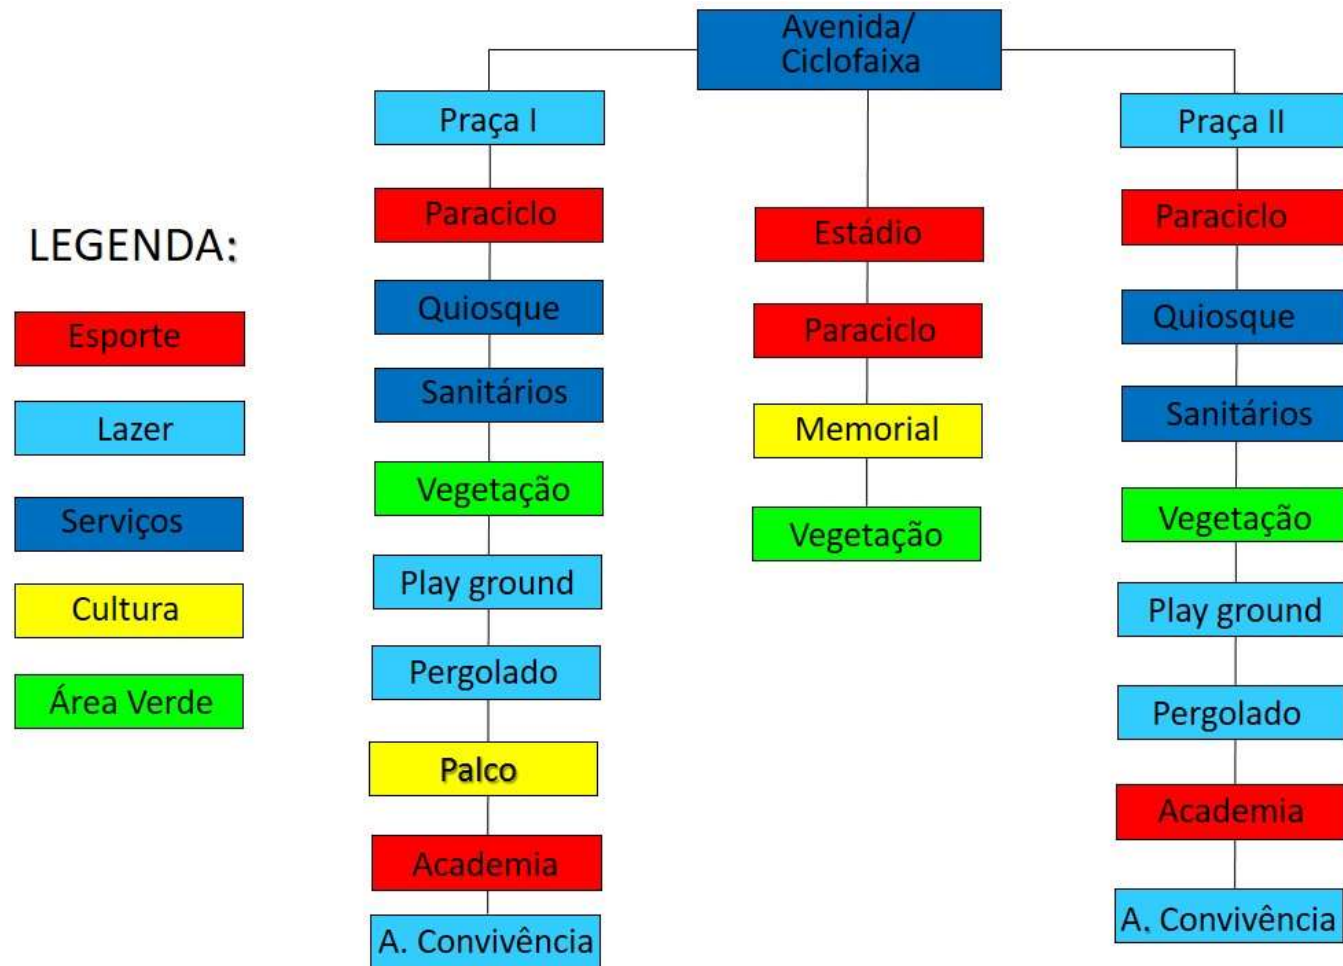 Avenida/
Ciclofaixa
Praça I
Paraciclo
Quiosque
Sanitários
Vegetação
Play ground
Pergolado
Palco
Academia
A. Convivência
Estádio
Paraciclo
Memorial
Vegetação
Praça II
Paraciclo
Quiosque
Sanitários
Vegetação
Play ground
Pergolado
Academia
A. Convivência
LEGENDA:
Esporte
Lazer
Serviços
Cultura
Área Verde